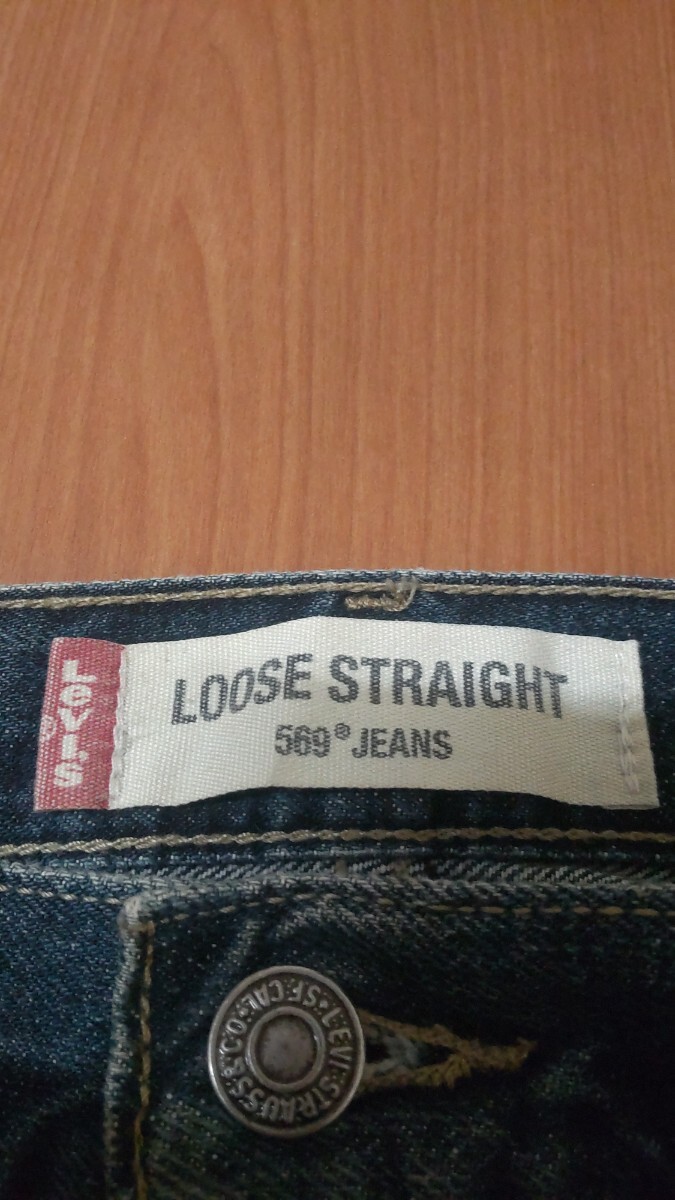 Levi's®
LOOSE STRAIGHT
569® JEANS
LEVI STRAUSS & CO. S.F. CAL.